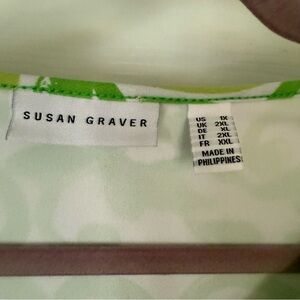 SUSAN GRAVER
US 1X
UK 2XL
DE XL
IT 2XL
FR XXL
MADE IN
PHILIPPINES